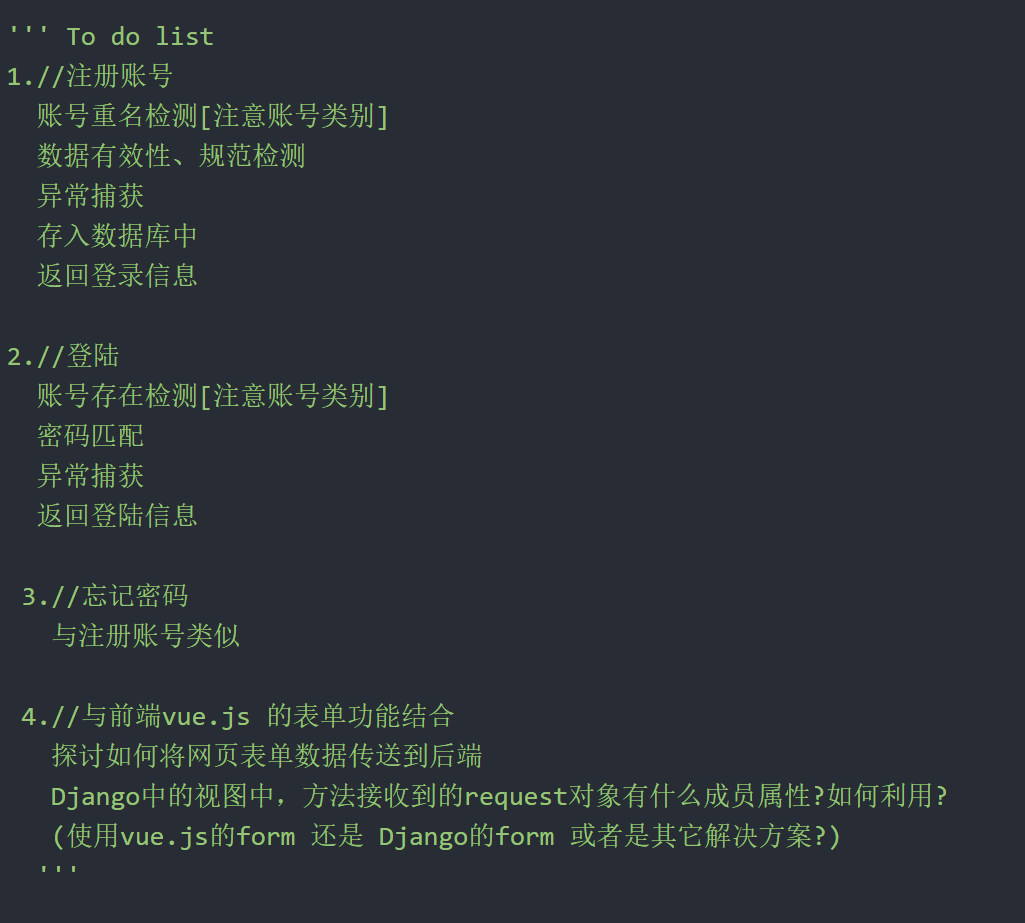 ''' To do list
1.//注册账号
账号重名检测[注意账号类别]
数据有效性、规范检测
异常捕获
存入数据库中
返回登录信息
2.//登陆
账号存在检测[注意账号类别]
密码匹配
异常捕获
返回登陆信息
3.//忘记密码
与注册账号类似
4.//与前端vue.js 的表单功能结合
探讨如何将网页表单数据传送到后端
Django中的视图中，方法接收到的request对象有什么成员属性?如何利用?
(使用vue.js的form 还是 Django的form 或者是其它解决方案?)
'''